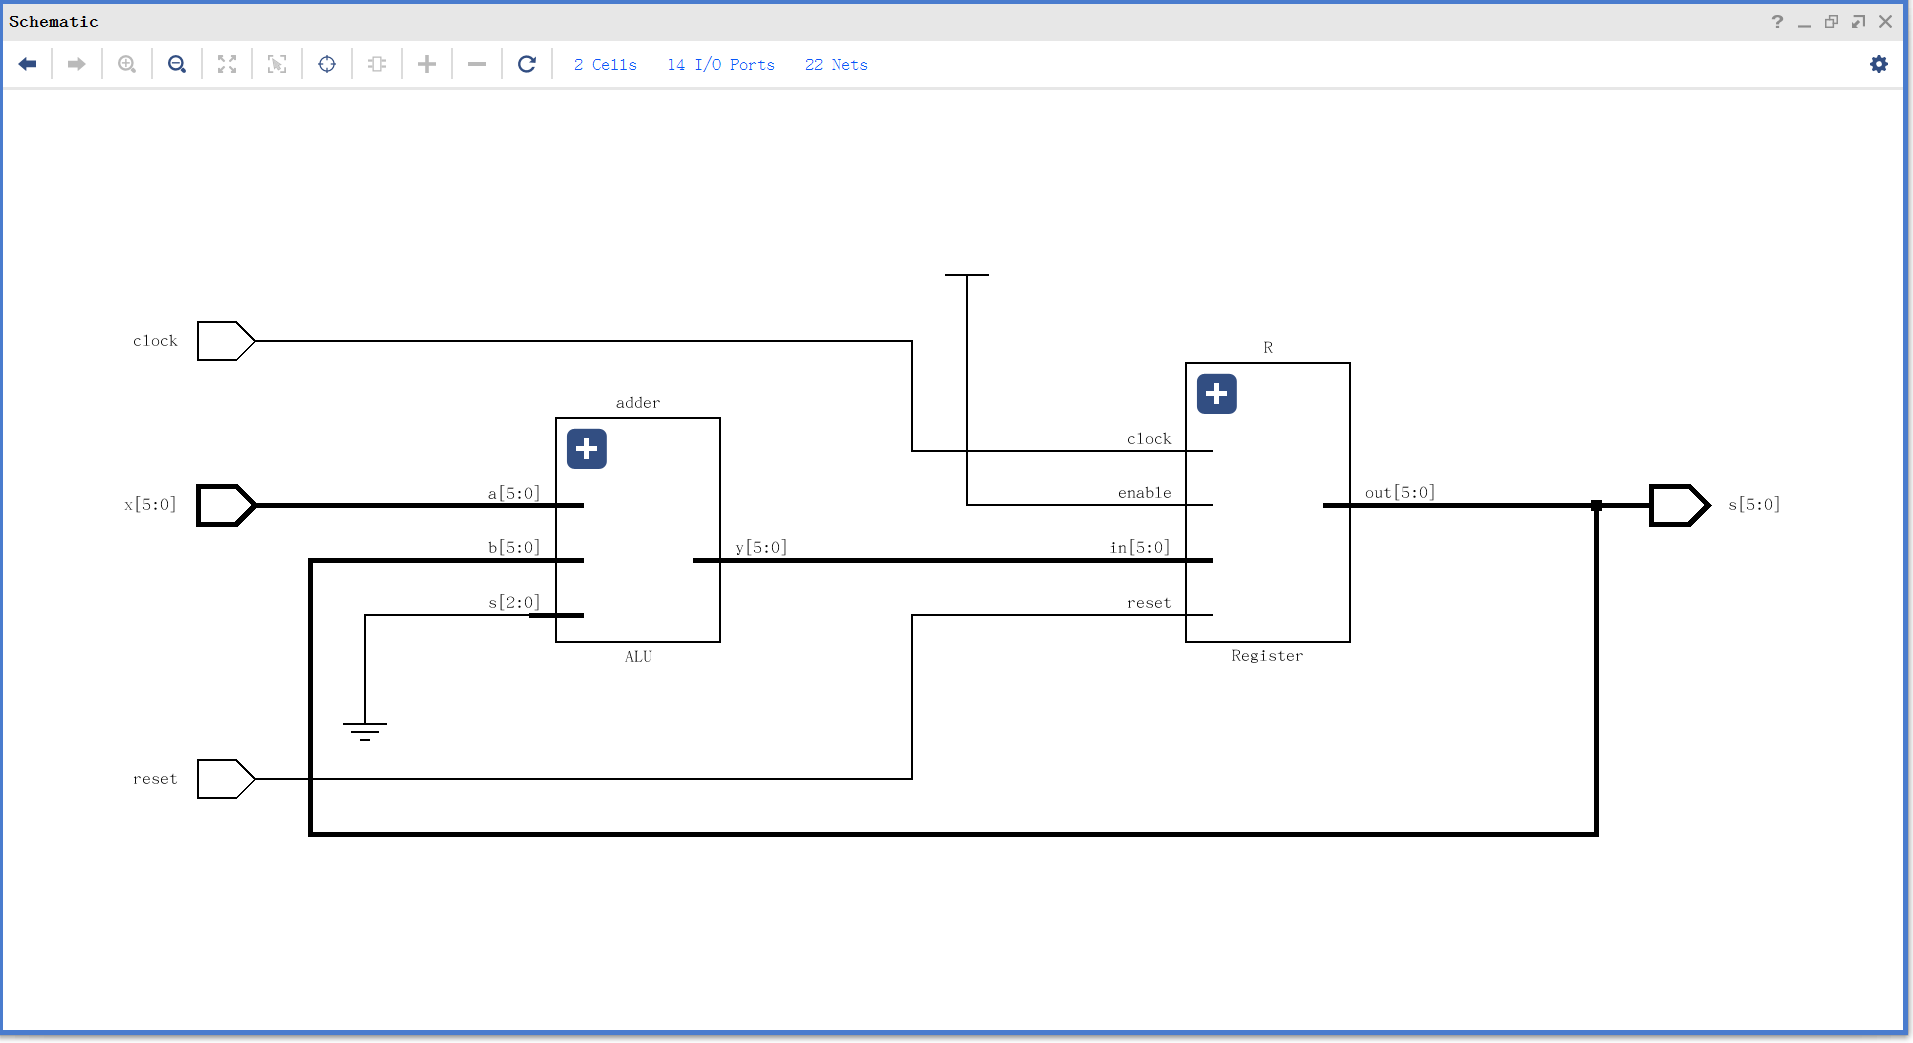 Schematic
2 Cells 14 I/O Ports 22 Nets
clock
R
adder
clock
x[5:0]
a[5:0]
enable
out[5:0]
s[5:0]
b[5:0]
y[5:0]
in[5:0]
s[2:0]
reset
ALU
Register
reset